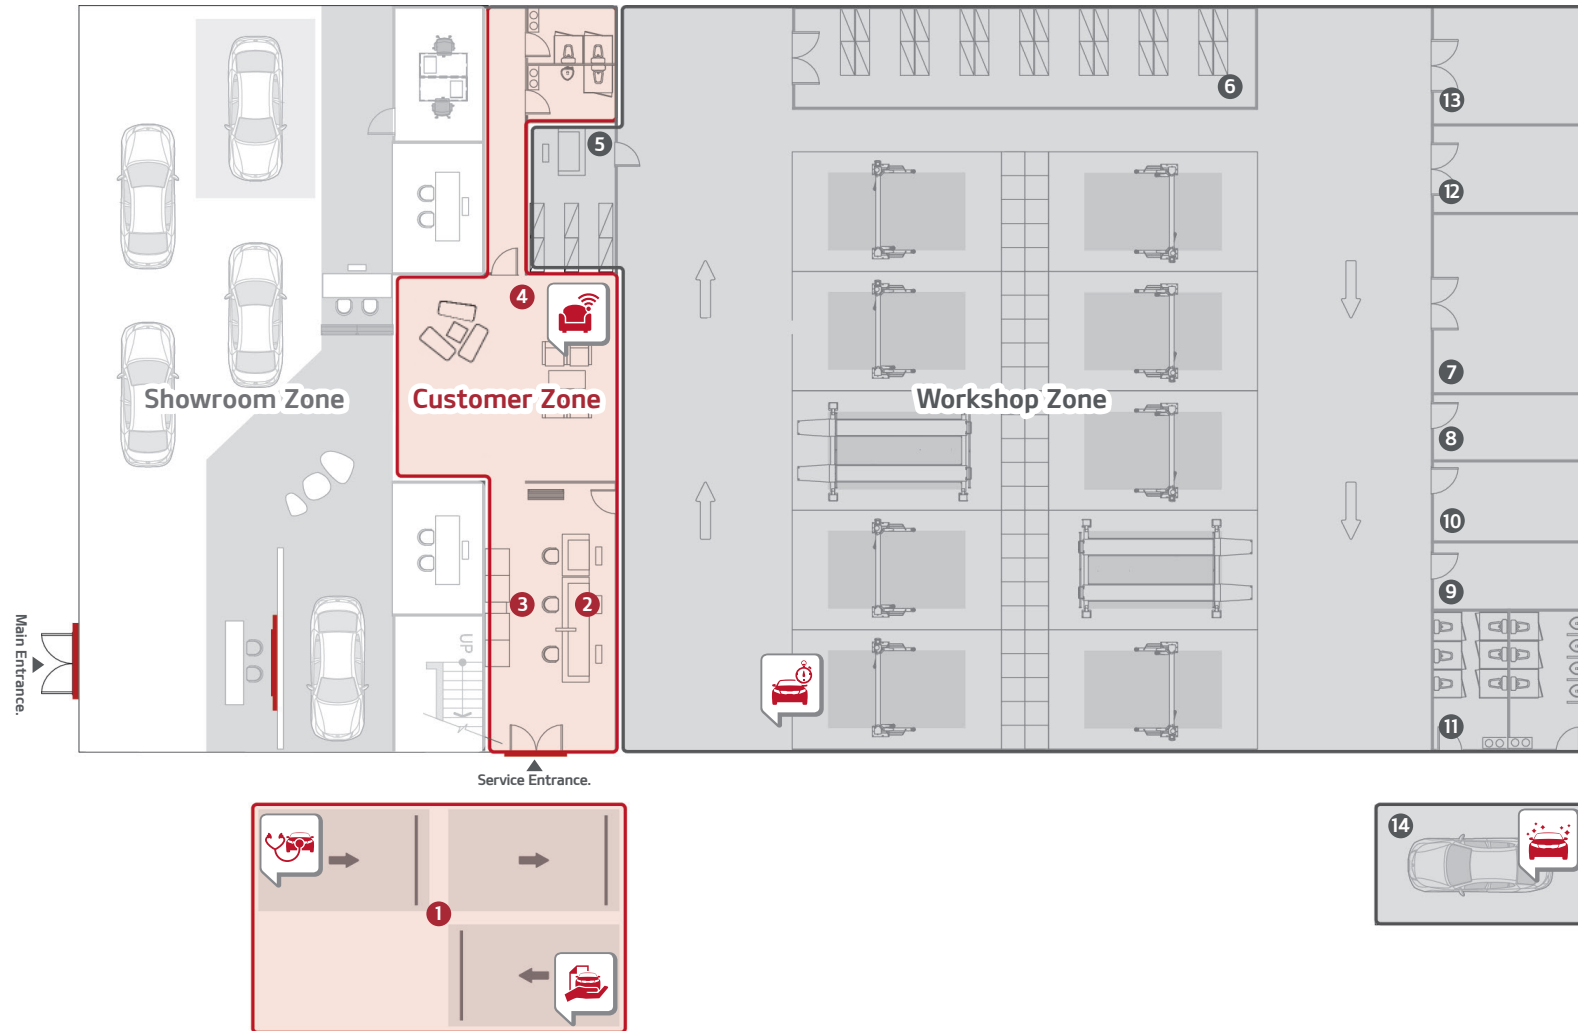 6
13
5
12
4
Showroom Zone
Customer Zone
Workshop Zone
7
8
10
9
3
2
UP
Main Entrance.
11
Service Entrance.
14
1